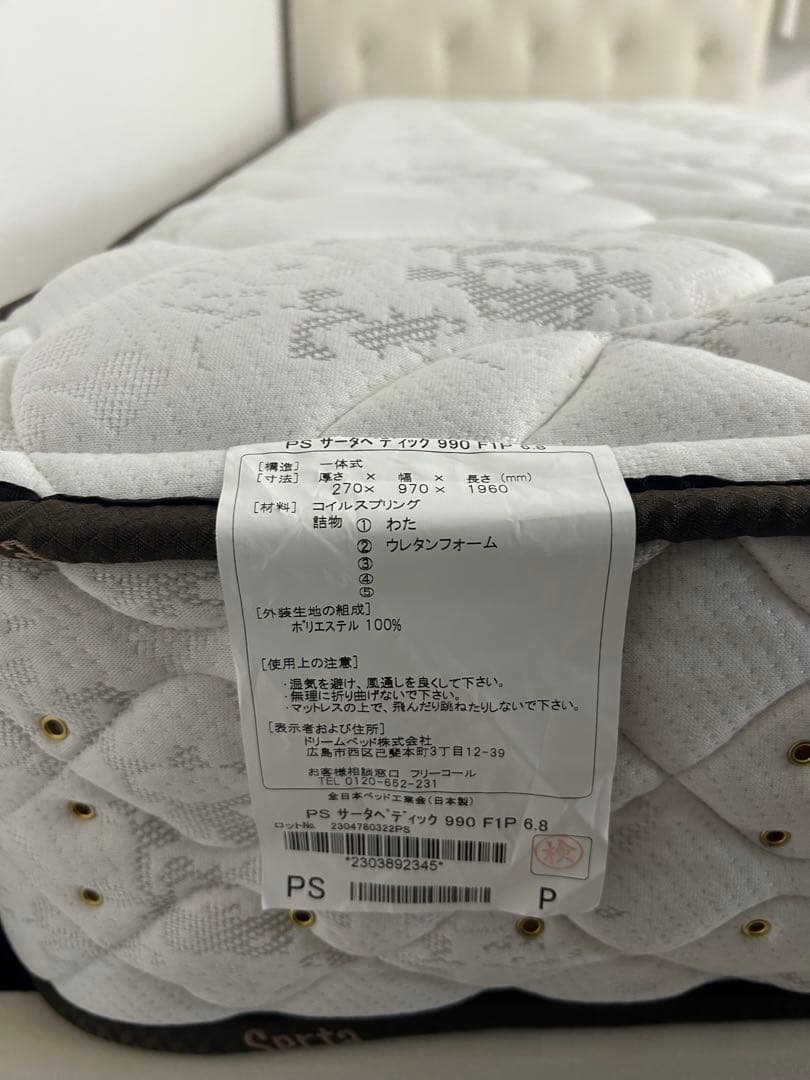 PS サータペディック 990 F1P 6.8
[構造] 一体式
[寸法] 厚さ × 幅 × 長さ (mm)
270× 970× 1960
[材料] コイルスプリング
詰物 ① わた
② ウレタンフォーム
③
④
⑤
[外装生地の組成]
ポリエステル 100%
[使用上の注意]
・湿気を避け、風通しを良くして下さい。
・無理に折り曲げないで下さい。
・マットレスの上で、飛んだり跳ねたりしないで下さい。
[表示者および住所]
ドリームベッド株式会社
広島市西区己斐本町3丁目12-39
お客様相談窓口 フリーコール
TEL 0120-652-231
全日本ベッド工業会(日本製)
PS サータペディック 990 F1P 6.8
ロットNo. 2304780322PS
*2303892345*
検
PS P
Serta